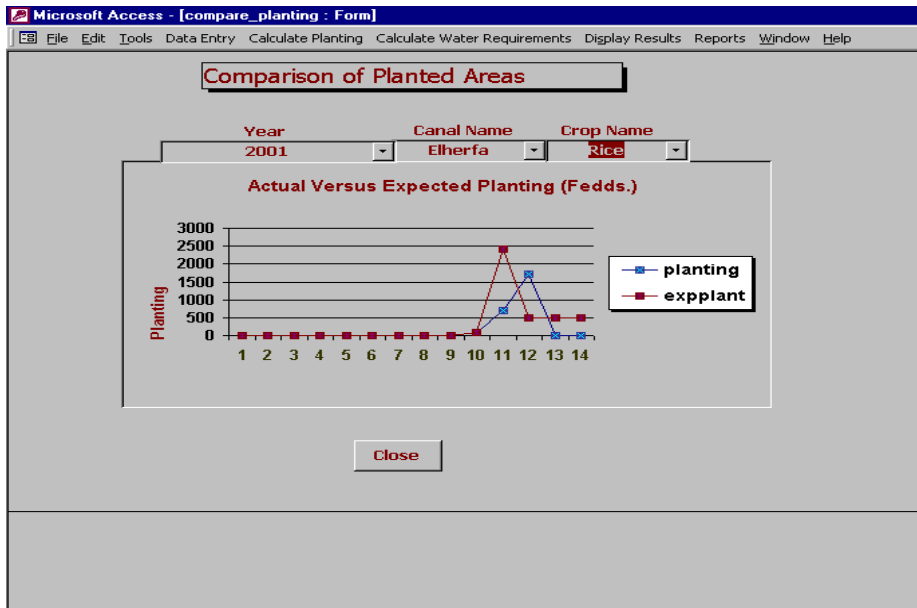 Microsoft Access - [compare_planting : Form]
File Edit Tools Data Entry Calculate Planting Calculate Water Requirements Display Results Reports Window Help
Comparison of Planted Areas
Year Canal Name Crop Name
2001 Elherfa Rice
Actual Versus Expected Planting (Fedds.)
Planting
3000
2500
2000
1500
1000
500
0
1 2 3 4 5 6 7 8 9 10 11 12 13 14
planting
expplant
Close